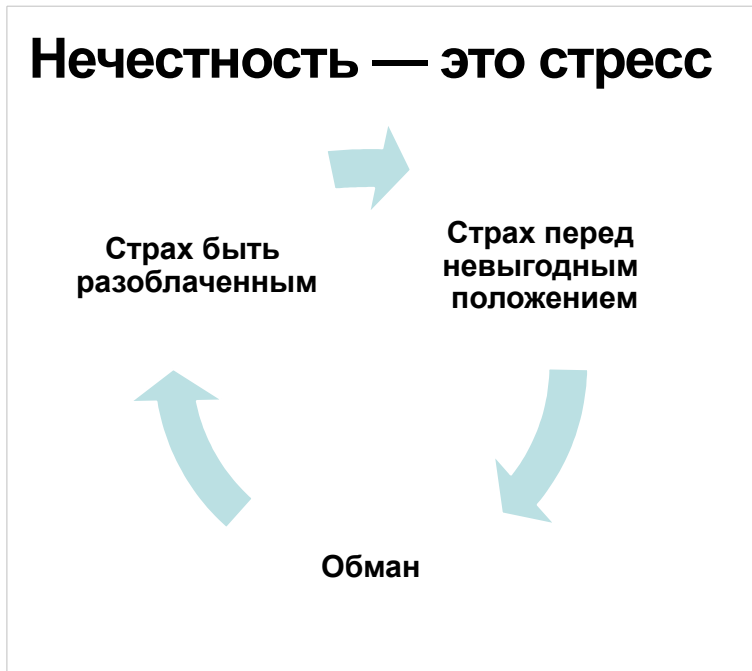 Нечестность — это стресс
Страх быть
разоблаченным
Страх перед
невыгодным
положением
Обман